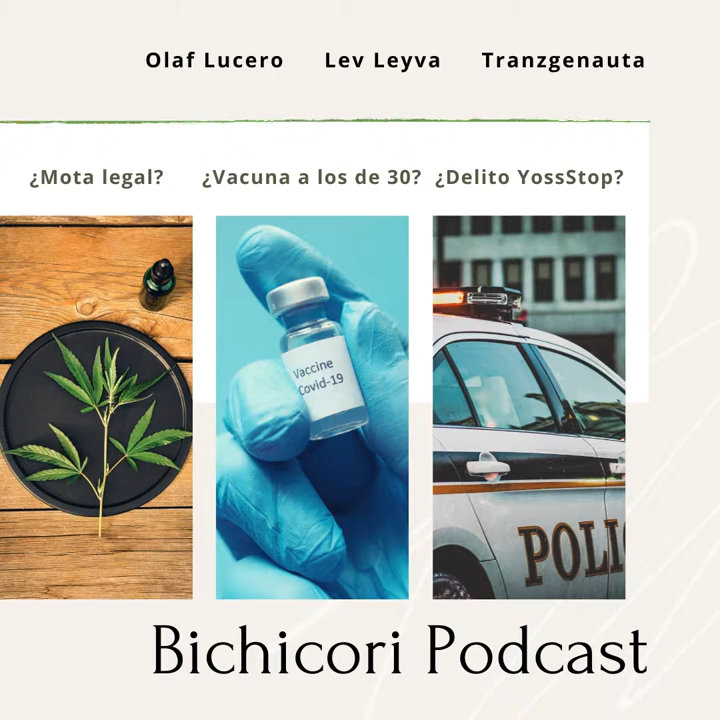 Olaf Lucero Lev Leyva Tranzgenauta
¿Mota legal? ¿Vacuna a los de 30? ¿Delito YossStop?
Vaccine
Covid-19
POLI
Bichicori Podcast